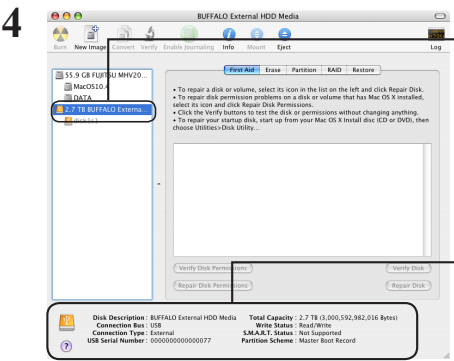 4
BUFFALO External HDD Media
Burn New Image Convert Verify Enable Journaling Info Mount Eject Log
First Aid Erase Partition RAID Restore
55.9 GB FUJITSU MHV20...
MacOS10.4
DATA
2.7 TB BUFFALO Externa...
disk1s1
• To repair a disk or volume, select its icon in the list on the left and click Repair Disk.
• To repair disk permission problems on a disk or volume that has Mac OS X installed,
select its icon and click Repair Disk Permissions.
• Click the Verify buttons to test the disk or permissions without changing anything.
• To repair your startup disk, start up from your Mac OS X Install disc (CD or DVD), then
choose Utilities>Disk Utility...
Verify Disk Permissions Verify Disk
Repair Disk Permissions Repair Disk
Disk Description : BUFFALO External HDD Media Total Capacity : 2.7 TB (3,000,592,982,016 Bytes)
Connection Bus : USB Write Status : Read/Write
Connection Type : External S.M.A.R.T. Status : Not Supported
USB Serial Number : 0000000000000077 Partition Scheme : Master Boot Record
?